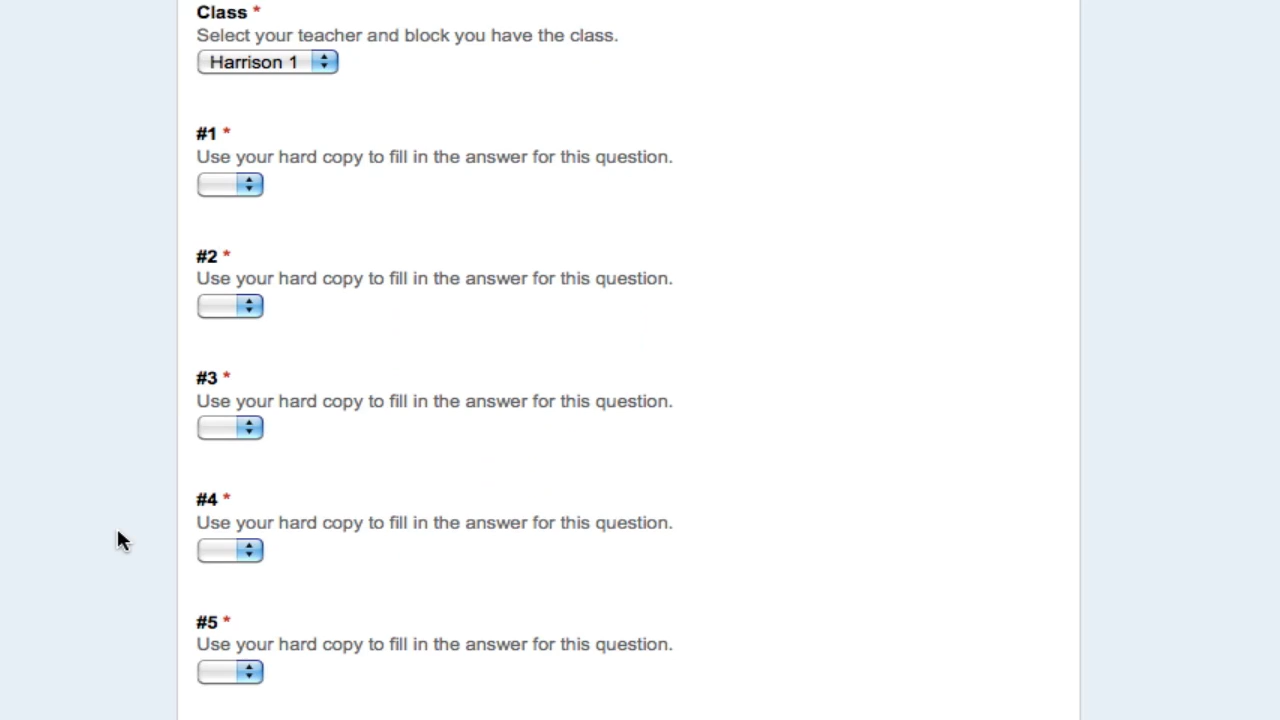 Class *
Select your teacher and block you have the class.
Harrison 1
#1 *
Use your hard copy to fill in the answer for this question.
#2 *
Use your hard copy to fill in the answer for this question.
#3 *
Use your hard copy to fill in the answer for this question.
#4 *
Use your hard copy to fill in the answer for this question.
#5 *
Use your hard copy to fill in the answer for this question.